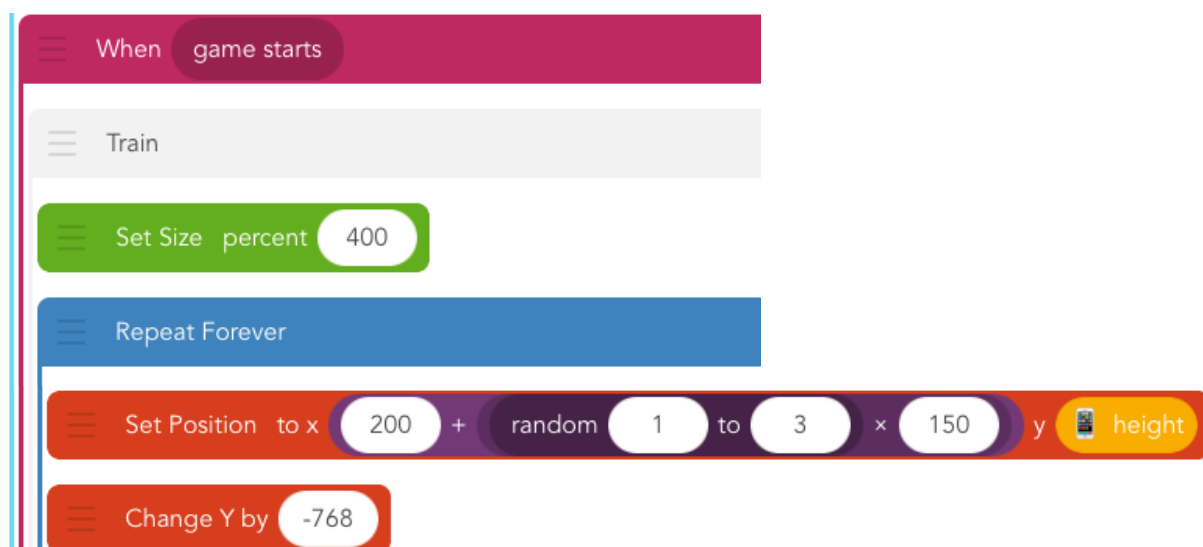 When game starts
Train
Set Size percent 400
Repeat Forever
Set Position to x 200 + random 1 to 3 × 150 y height
Change Y by -768